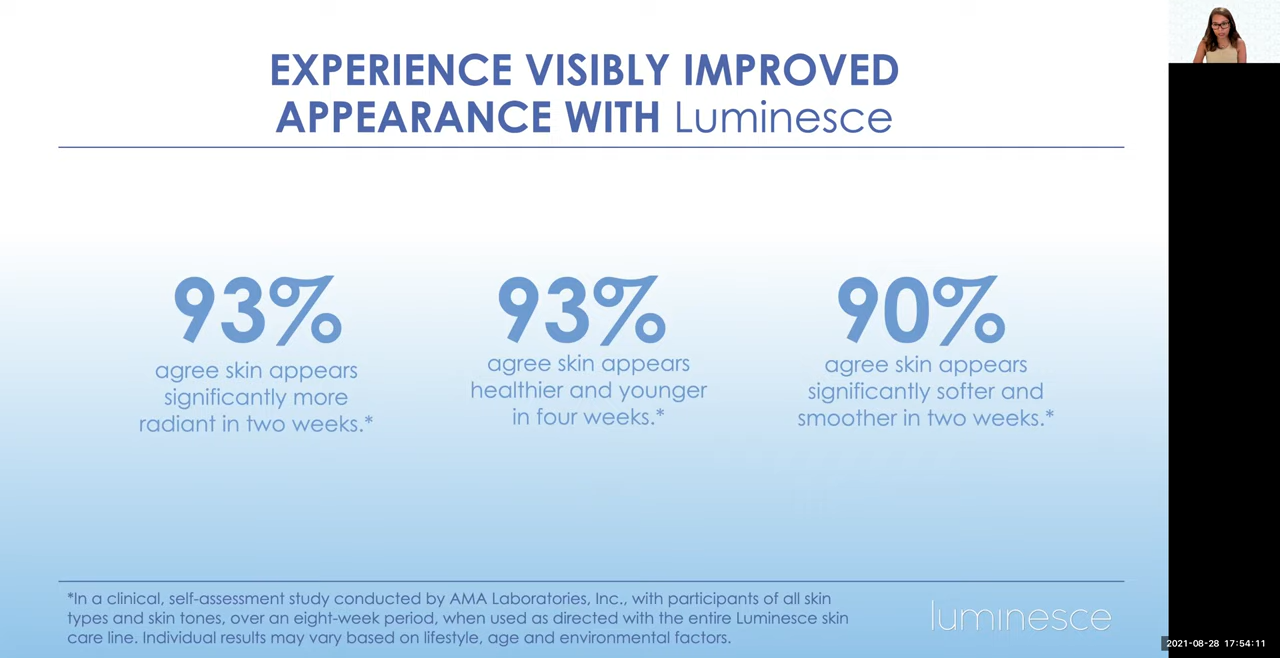 EXPERIENCE VISIBLY IMPROVED
APPEARANCE WITH Luminesce
93%
agree skin appears
significantly more
radiant in two weeks.*
93%
agree skin appears
healthier and younger
in four weeks.*
90%
agree skin appears
significantly softer and
smoother in two weeks.*
*In a clinical, self-assessment study conducted by AMA Laboratories, Inc., with participants of all skin
types and skin tones, over an eight-week period, when used as directed with the entire Luminesce skin
care line. Individual results may vary based on lifestyle, age and environmental factors.
luminesce
2021-08-28 17:54:11